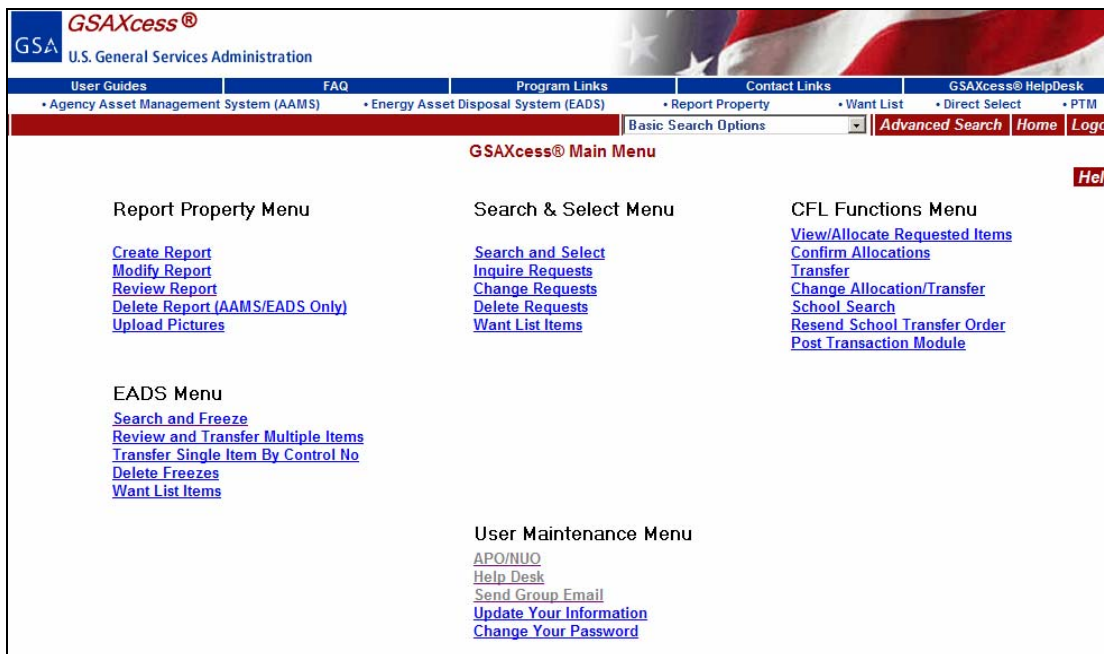 GSA
GSAXcess ®
U.S. General Services Administration
User Guides FAQ Program Links Contact Links GSAXcess® HelpDesk
• Agency Asset Management System (AAMS) • Energy Asset Disposal System (EADS) • Report Property • Want List • Direct Select • PTM
Basic Search Options Advanced Search Home Logo
GSAXcess® Main Menu
Hel
Report Property Menu
Create Report
Modify Report
Review Report
Delete Report (AAMS/EADS Only)
Upload Pictures
Search & Select Menu
Search and Select
Inquire Requests
Change Requests
Delete Requests
Want List Items
CFL Functions Menu
View/Allocate Requested Items
Confirm Allocations
Transfer
Change Allocation/Transfer
School Search
Resend School Transfer Order
Post Transaction Module
EADS Menu
Search and Freeze
Review and Transfer Multiple Items
Transfer Single Item By Control No
Delete Freezes
Want List Items
User Maintenance Menu
APO/NUO
Help Desk
Send Group Email
Update Your Information
Change Your Password